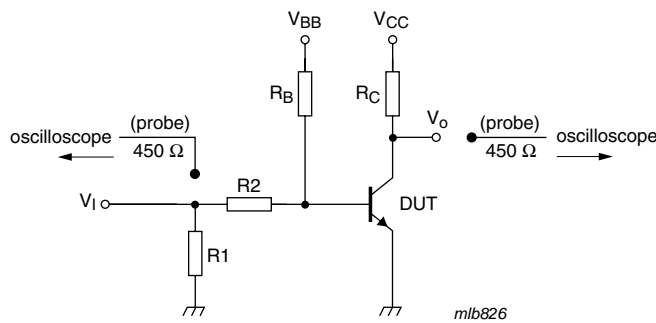 VBB
VCC
RB
RC
Vo
(probe)
oscilloscope
450 Ω
(probe)
oscilloscope
450 Ω
R2
VI
DUT
R1
mlb826